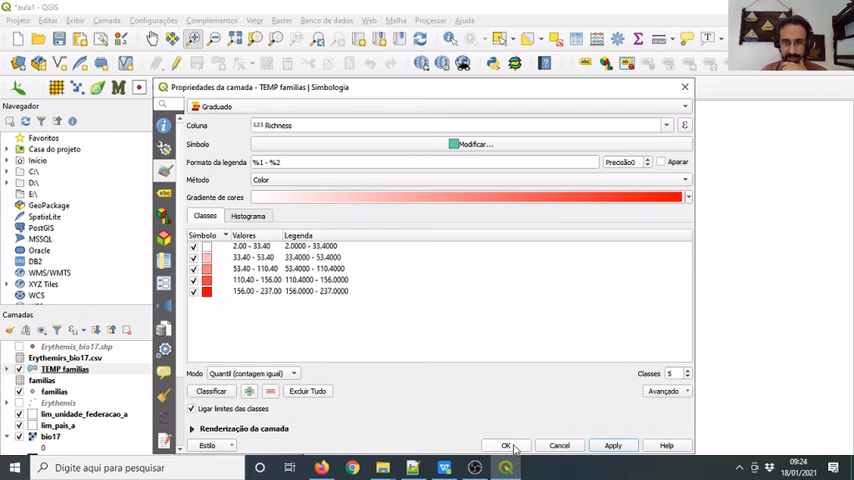 *aula1 — QGIS
Projeto Editar Exibir Camada Configurações Complementos Vetor Raster Banco de dados Web Malha Processar Ajuda
Propriedades da camada - TEMP familias | Simbologia
Graduado
Navegador
Favoritos
Casa do projeto
Início
C:\
D:\
E:\
GeoPackage
SpatiaLite
PostGIS
MSSQL
Oracle
DB2
WMS/WMTS
XYZ Tiles
WCS
Coluna 123 Richness ε
Símbolo Modificar...
Formato da legenda %1 - %2 Precisão 0 Aparar
Método Color
Gradiente de cores
Classes Histograma
Símbolo Valores Legenda
2.00 - 33.40 2.0000 - 33.4000
33.40 - 53.40 33.4000 - 53.4000
53.40 - 110.40 53.4000 - 110.4000
110.40 - 156.00 110.4000 - 156.0000
156.00 - 237.00 156.0000 - 237.0000
Modo Quantil (contagem igual) Classes 5
Classificar Excluir Tudo Avançado
Ligar limites das classes
Renderização da camada
Estilo OK Cancel Apply Help
Camadas
Erythemis_bio17.shp
Erythemirs_bio17.csv
TEMP familias
familias
familias
Erythemis
lim_unidade_federacao_a
lim_pais_a
bio17
0
Digite aqui para pesquisar
09:24
18/01/2021